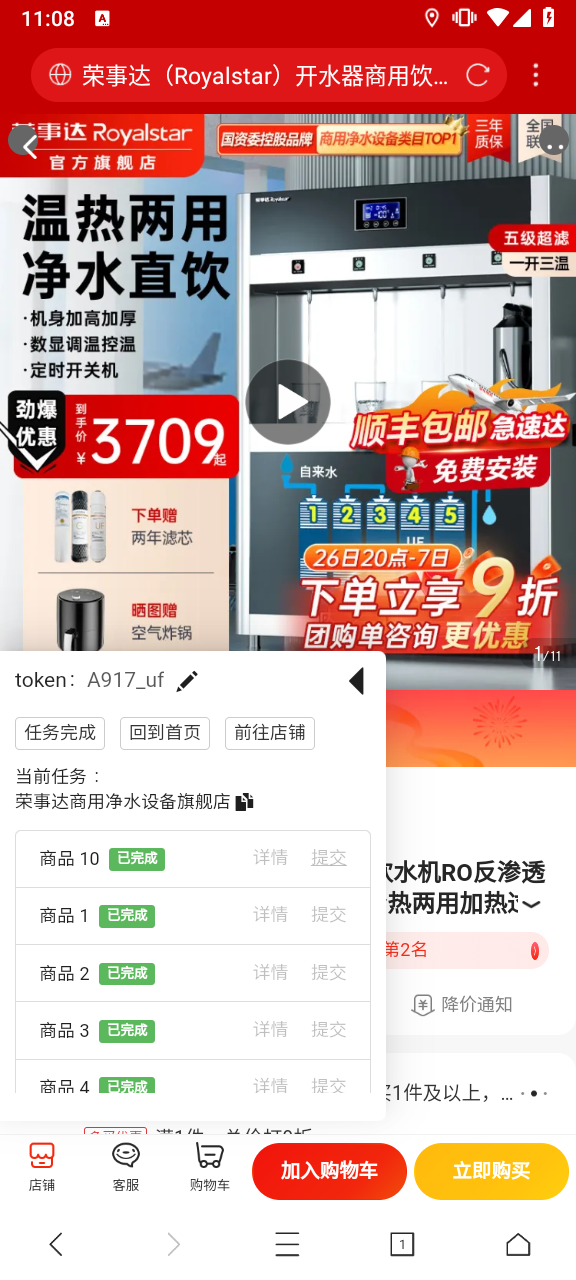 11:08
荣事达（Royalstar）开水器商用饮...
荣事达 Royalstar
官方旗舰店
国资委控股品牌 商用净水设备类目TOP1
三年
质保
全国
联
温热两用
净水直饮
·机身加高加厚
·数显调温控温
·定时开关机
五级超滤
一开三温
劲爆
优惠
到手价
¥3709起
顺丰包邮 急速达
免费安装
自来水
1 2 3 4 5
UF
下单赠
两年滤芯
晒图赠
空气炸锅
26日20点-7日
下单立享9折
团购单咨询 更优惠
1/11
token： A917_uf
任务完成 回到首页 前往店铺
当前任务：
荣事达商用净水设备旗舰店
商品 10 已完成 详情 提交
商品 1 已完成 详情 提交
商品 2 已完成 详情 提交
商品 3 已完成 详情 提交
商品 4 已完成 详情 提交
饮水机RO反渗透
热两用加热
第2名
降价通知
买1件及以上，...
满1件，单价打9折
店铺 客服 购物车 加入购物车 立即购买
1